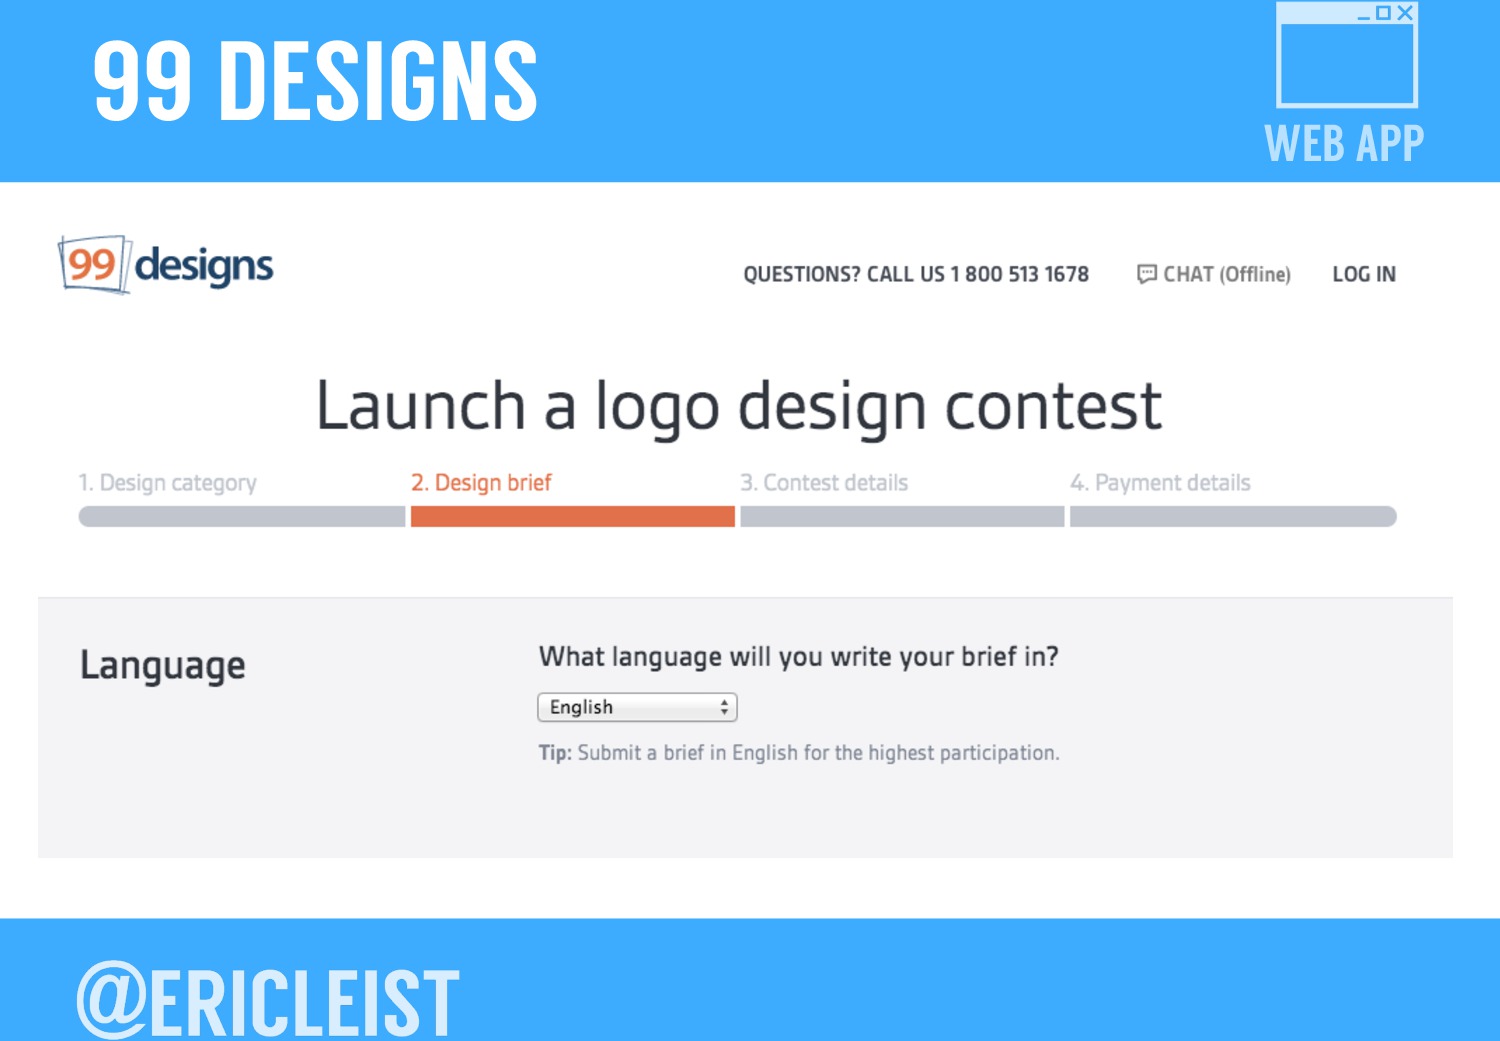 99 DESIGNS
WEB APP
99 designs
QUESTIONS? CALL US 1 800 513 1678
CHAT (Offline)
LOG IN
Launch a logo design contest
1. Design category
2. Design brief
3. Contest details
4. Payment details
Language
What language will you write your brief in?
English
Tip: Submit a brief in English for the highest participation.
@ERICLEIST